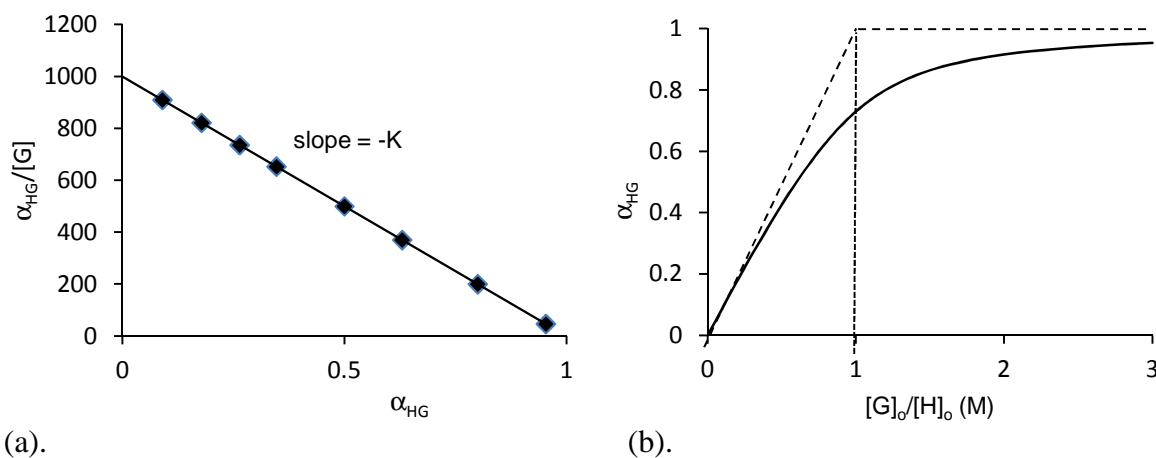 1200
1000
800
600
400
200
0
α_HG/[G]
slope = -K
0
0.5
1
α_HG
(a).
1
0.8
0.6
0.4
0.2
0
α_HG
0
1
2
3
[G]_o/[H]_o (M)
(b).